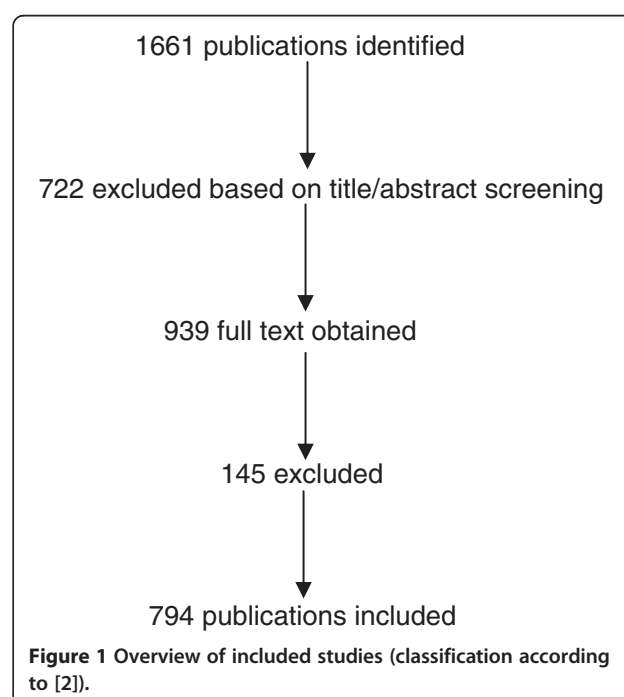 1661 publications identified
722 excluded based on title/abstract screening
939 full text obtained
145 excluded
794 publications included
Figure 1 Overview of included studies (classification according
to [2]).